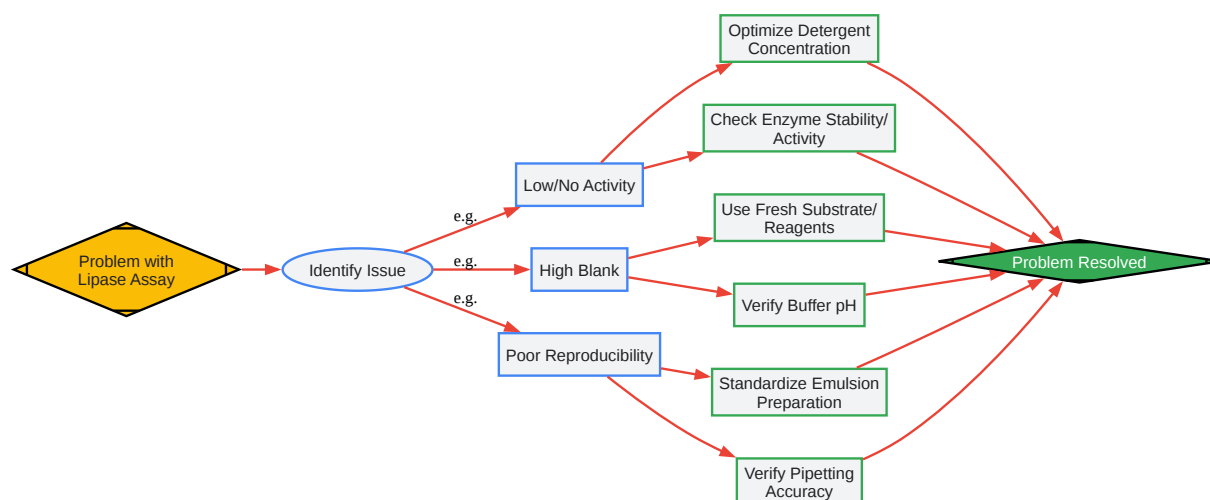 Problem with
Lipase Assay
Identify Issue
e.g.
e.g.
e.g.
Low/No Activity
High Blank
Poor Reproducibility
Optimize Detergent
Concentration
Check Enzyme Stability/
Activity
Use Fresh Substrate/
Reagents
Verify Buffer pH
Standardize Emulsion
Preparation
Verify Pipetting
Accuracy
Problem Resolved